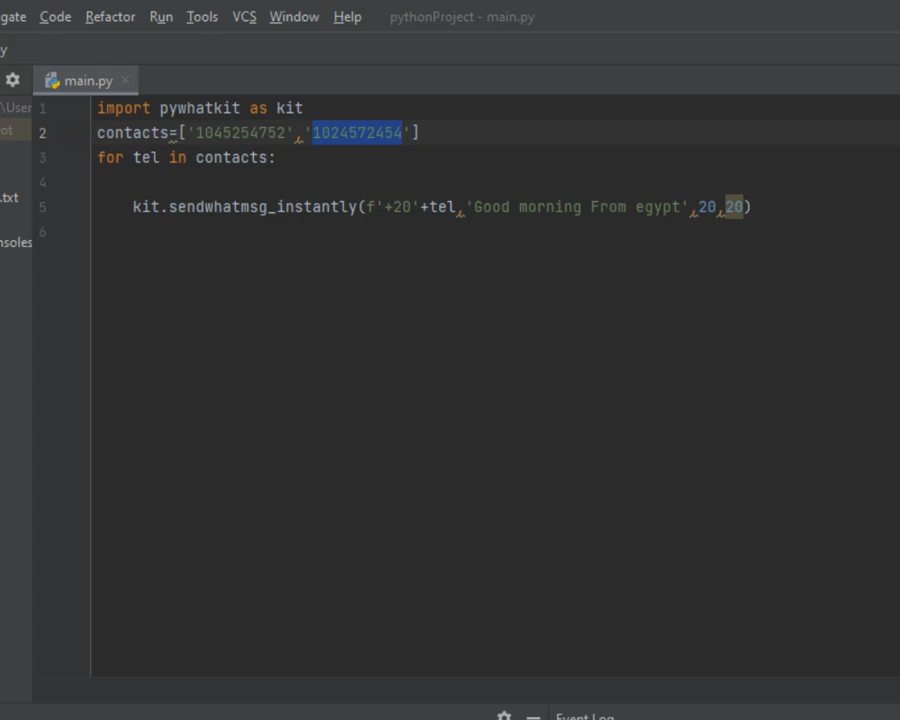 gate Code Refactor Run Tools VCS Window Help pythonProject - main.py
y
main.py
\User
ot
.txt
nsoles
1 import pywhatkit as kit
2 contacts=['1045254752','1024572454']
3 for tel in contacts:
4
5 kit.sendwhatmsg_instantly(f'+20'+tel,'Good morning From egypt',20,20)
6
Event Log